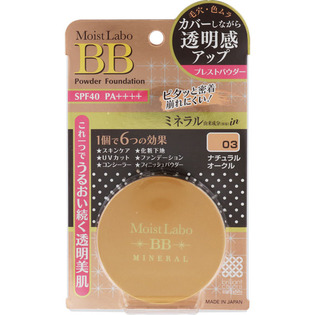 Moist Labo
BB
Powder Foundation
SPF40 PA++++
毛穴・色ムラ
カバーしながら
透明感
アップ
プレストパウダー
ピタッと密着
崩れにくい!
ミネラル
in
これ一つでうるおい続く透明美肌
1個で6つの効果
★スキンケア ★化粧下地
★UVカット ★ファンデーション
★コンシーラー ★フィニッシュパウダー
03
ナチュラル
オークル
Moist Labo
BB
MINERAL
MADE IN JAPAN